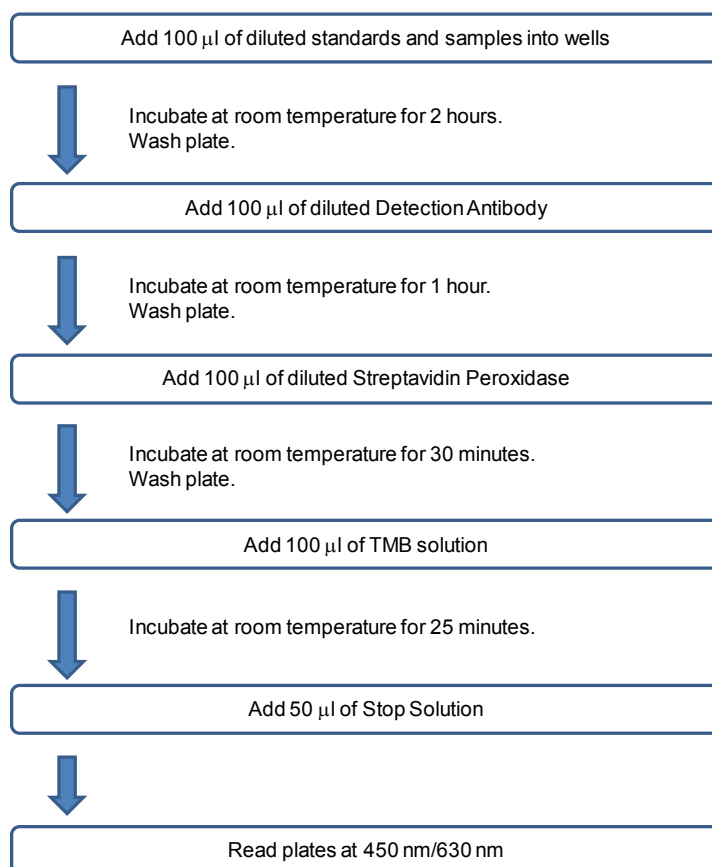 Add 100 μl of diluted standards and samples into wells
Incubate at room temperature for 2 hours.
Wash plate.
Add 100 μl of diluted Detection Antibody
Incubate at room temperature for 1 hour.
Wash plate.
Add 100 μl of diluted Streptavidin Peroxidase
Incubate at room temperature for 30 minutes.
Wash plate.
Add 100 μl of TMB solution
Incubate at room temperature for 25 minutes.
Add 50 μl of Stop Solution
Read plates at 450 nm/630 nm